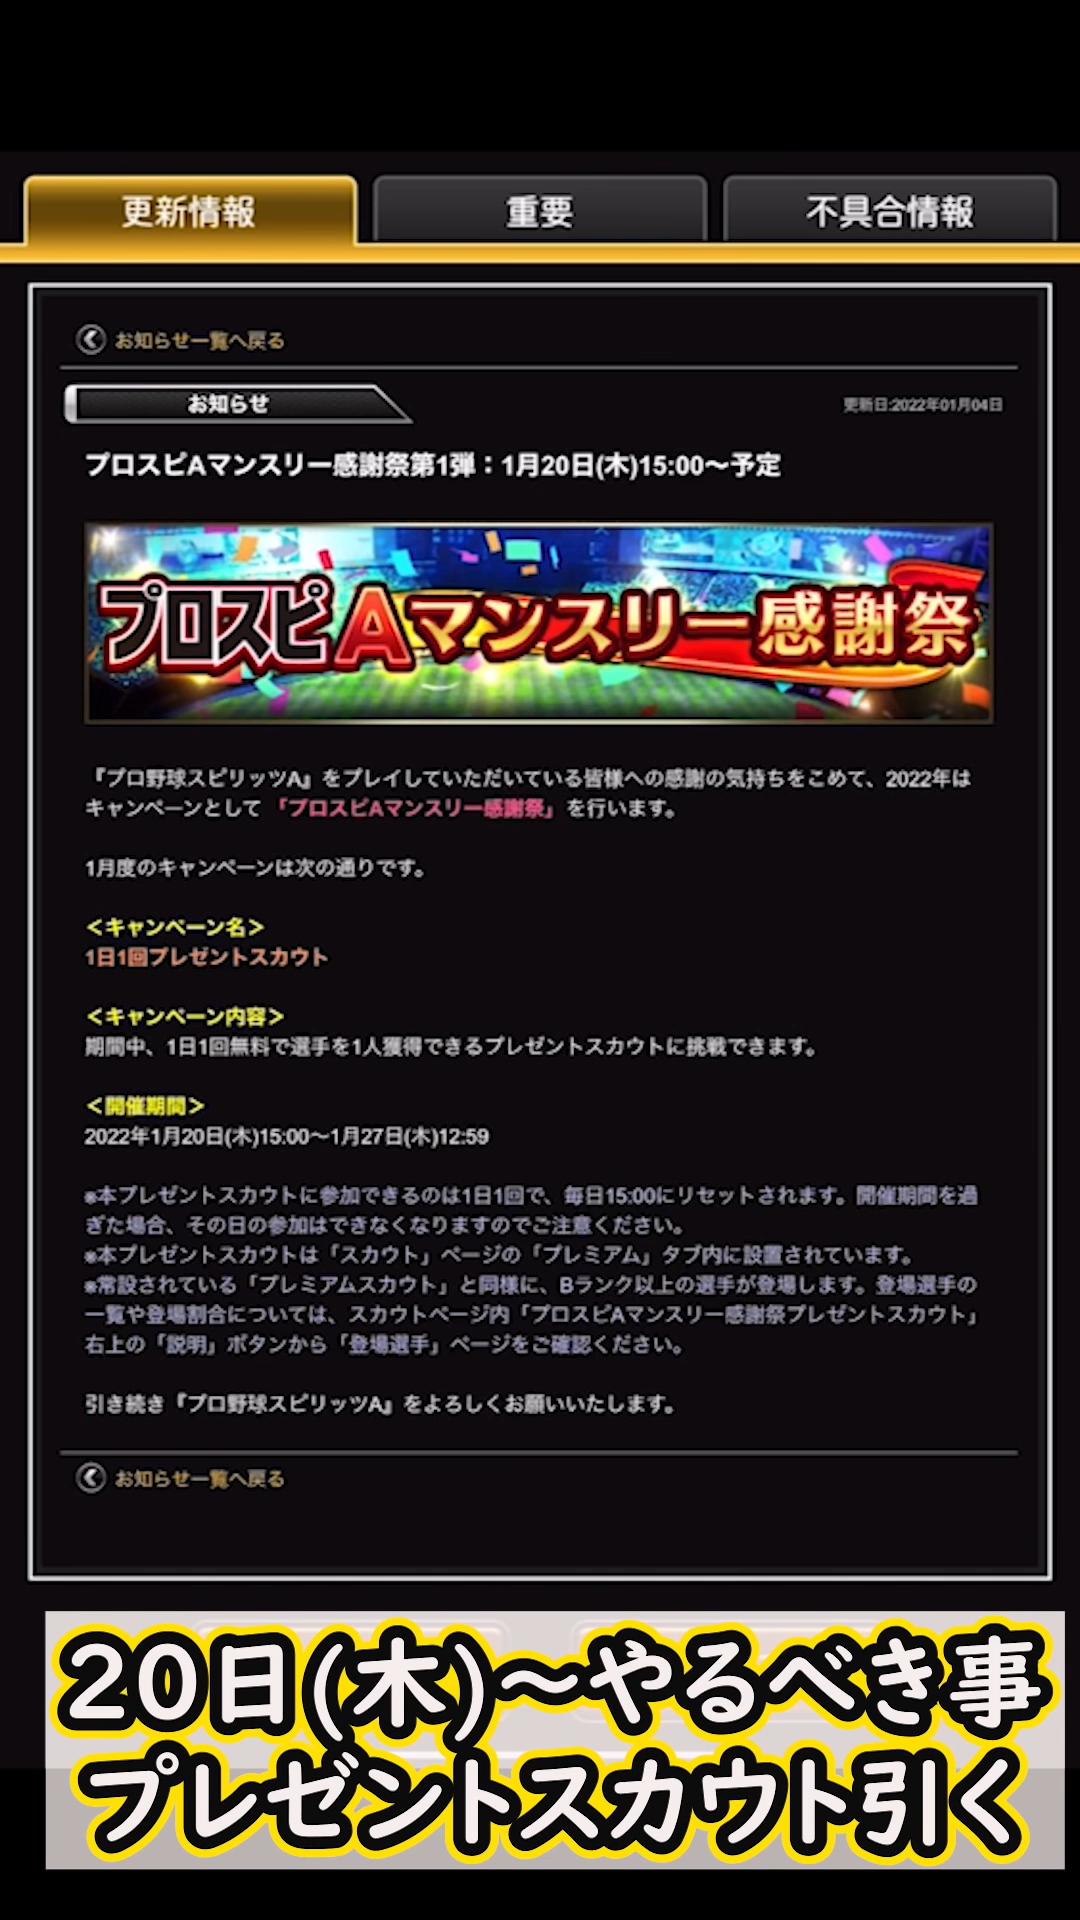 更新情報
重要
不具合情報
お知らせ一覧へ戻る
お知らせ
更新日:2022年01月04日
プロスピAマンスリー感謝祭第1弾：1月20日(木)15:00～予定
プロスピAマンスリー感謝祭
『プロ野球スピリッツA』をプレイしていただいている皆様への感謝の気持ちをこめて、2022年は
キャンペーンとして「プロスピAマンスリー感謝祭」を行います。
1月度のキャンペーンは次の通りです。
＜キャンペーン名＞
1日1回プレゼントスカウト
＜キャンペーン内容＞
期間中、1日1回無料で選手を1人獲得できるプレゼントスカウトに挑戦できます。
＜開催期間＞
2022年1月20日(木)15:00～1月27日(木)12:59
※本プレゼントスカウトに参加できるのは1日1回で、毎日15:00にリセットされます。開催期間を過
ぎた場合、その日の参加はできなくなりますのでご注意ください。
※本プレゼントスカウトは「スカウト」ページの「プレミアム」タブ内に設置されています。
※常設されている「プレミアムスカウト」と同様に、Bランク以上の選手が登場します。登場選手の
一覧や登場割合については、スカウトページ内「プロスピAマンスリー感謝祭プレゼントスカウト」
右上の「説明」ボタンから「登場選手」ページをご確認ください。
引き続き『プロ野球スピリッツA』をよろしくお願いいたします。
お知らせ一覧へ戻る
20日(木)～やるべき事
プレゼントスカウト引く